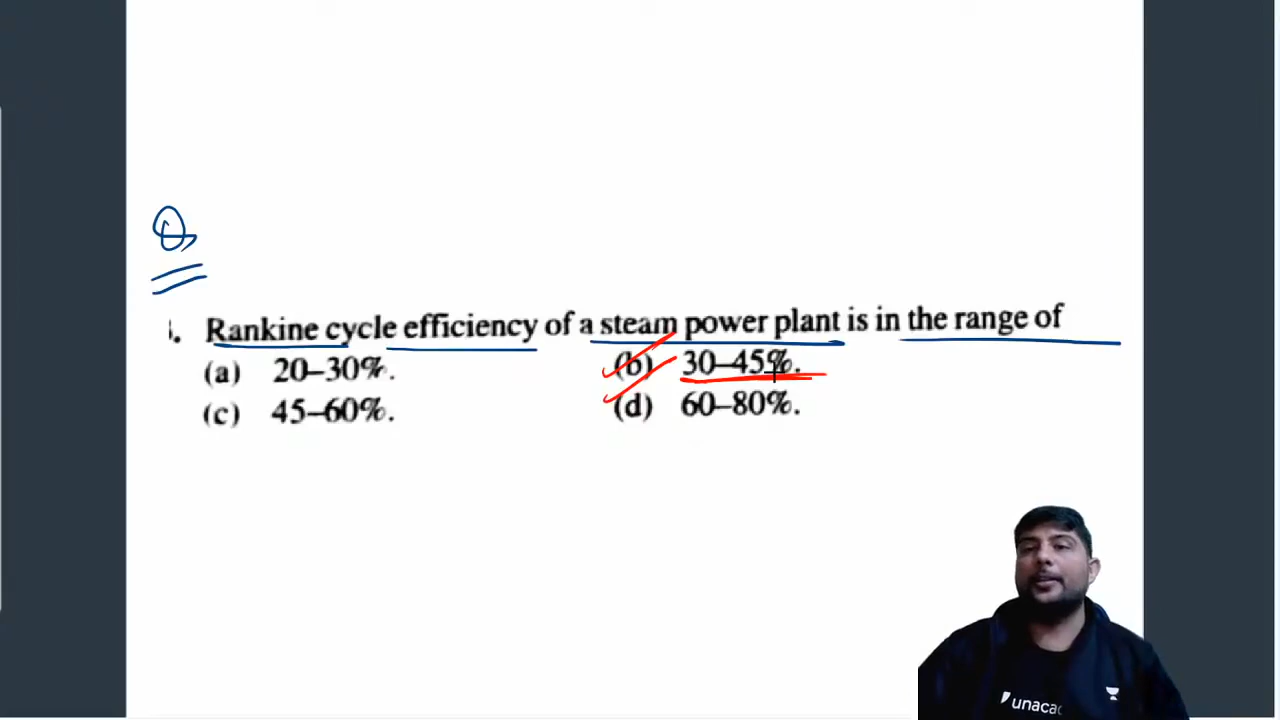 Q
. Rankine cycle efficiency of a steam power plant is in the range of
(a) 20–30%. (b) 30–45%.
(c) 45–60%. (d) 60–80%.
unacad